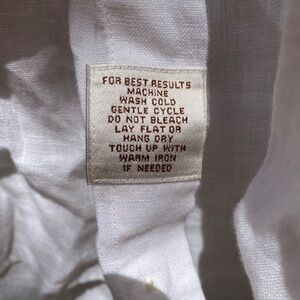 FOR BEST RESULTS
MACHINE
WASH COLD
GENTLE CYCLE
DO NOT BLEACH
LAY FLAT OR
HANG DRY
TOUCH UP WITH
WARM IRON
IF NEEDED